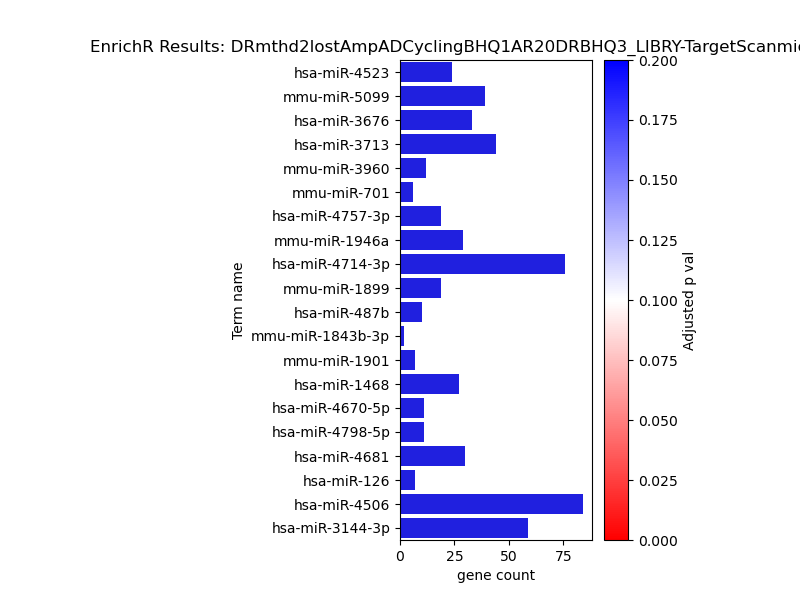 EnrichR Results: DRmthd2lostAmpADCyclingBHQ1AR20DRBHQ3_LIBRY-TargetScanmic
hsa-miR-4523
mmu-miR-5099
hsa-miR-3676
hsa-miR-3713
mmu-miR-3960
mmu-miR-701
hsa-miR-4757-3p
mmu-miR-1946a
hsa-miR-4714-3p
mmu-miR-1899
hsa-miR-487b
mmu-miR-1843b-3p
mmu-miR-1901
hsa-miR-1468
hsa-miR-4670-5p
hsa-miR-4798-5p
hsa-miR-4681
hsa-miR-126
hsa-miR-4506
hsa-miR-3144-3p
Term name
0 25 50 75
gene count
0.200
0.175
0.150
0.125
0.100
0.075
0.050
0.025
0.000
Adjusted p val